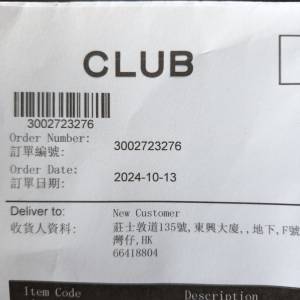 CLUB
3002723276
Order Number:
訂單編號:
3002723276
Order Date:
訂單日期:
2024-10-13
Deliver to: New Customer
收貨人資料: 莊士敦道135號,東興大廈,,地下,F號
灣仔,HK
66418804
Item Code Description